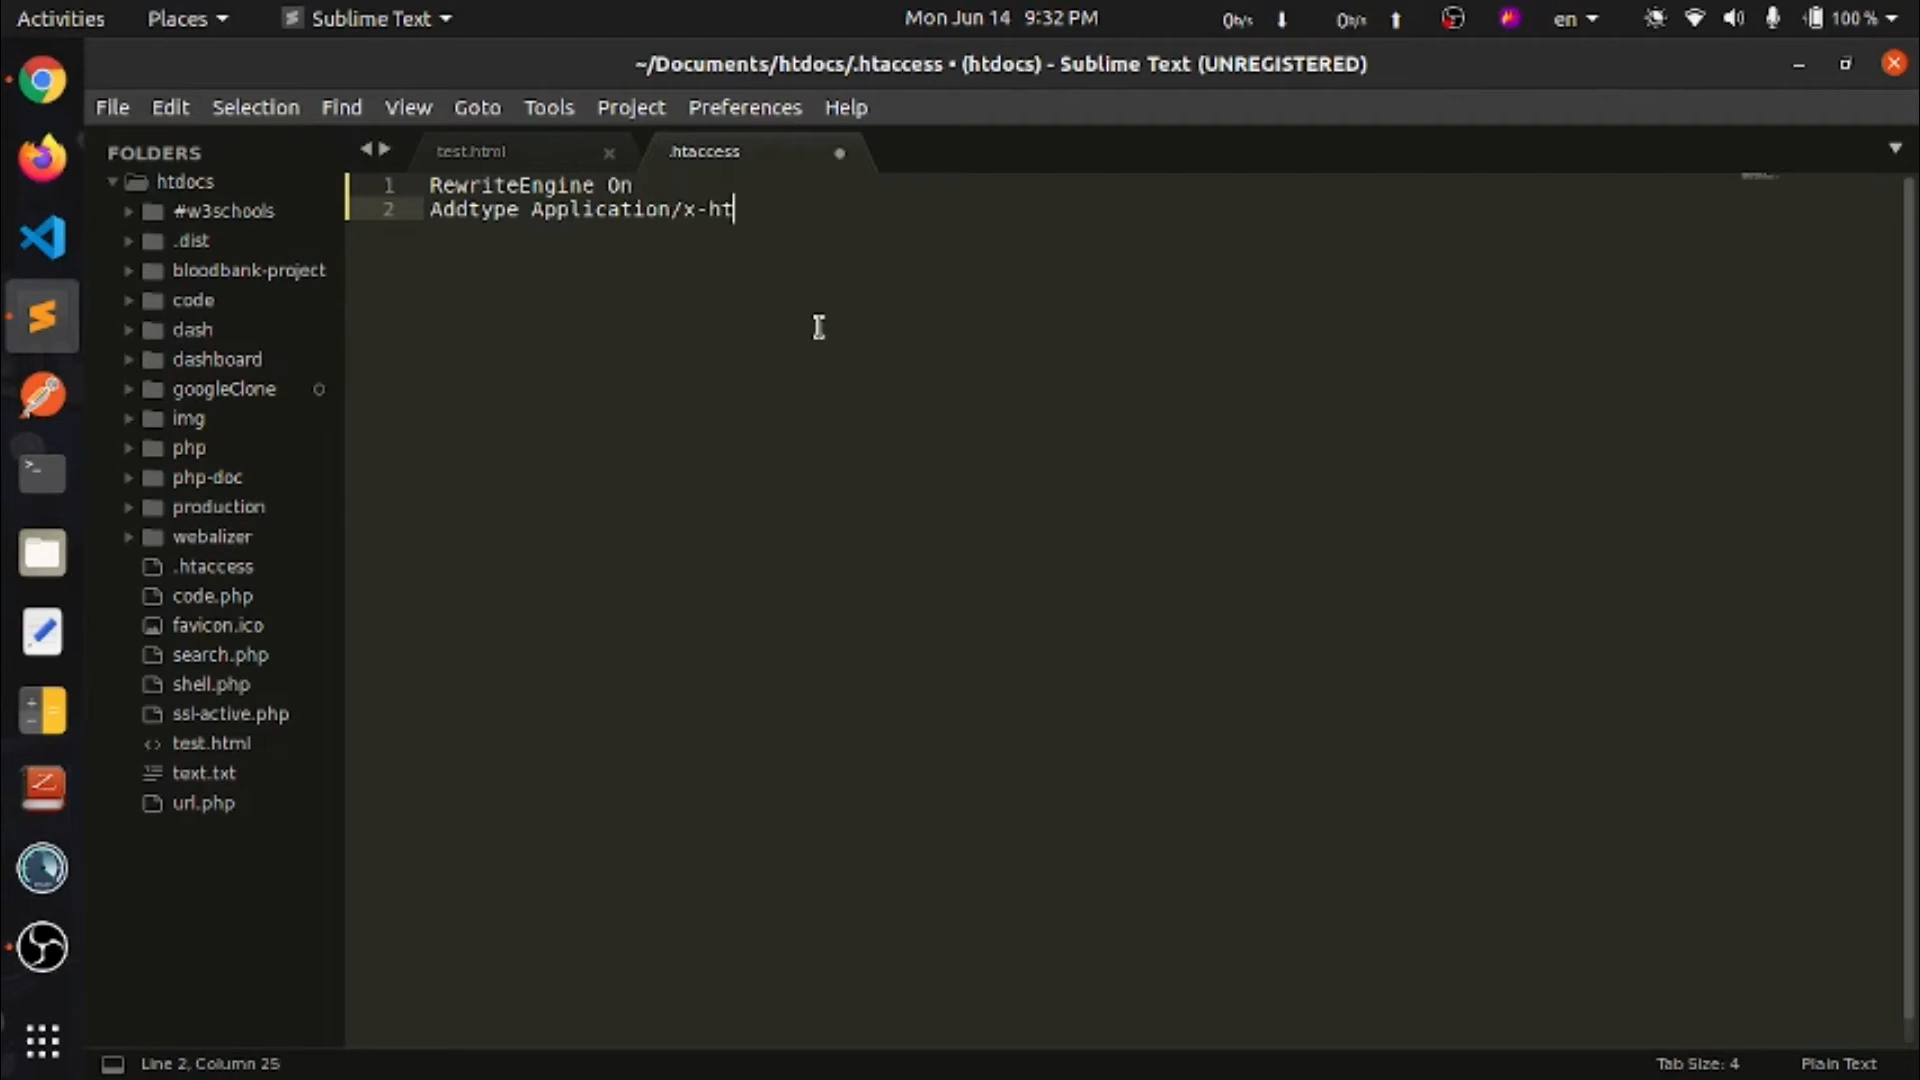 Activities Places Sublime Text Mon Jun 14 9:32 PM 0b/s 0b/s en 100 %
~/Documents/htdocs/.htaccess • (htdocs) - Sublime Text (UNREGISTERED)
File Edit Selection Find View Goto Tools Project Preferences Help
FOLDERS
htdocs
#w3schools
.dist
bloodbank-project
code
dash
dashboard
googleClone
img
php
php-doc
production
webalizer
.htaccess
code.php
favicon.ico
search.php
shell.php
ssl-active.php
test.html
text.txt
url.php
test.html .htaccess
1 RewriteEngine On
2 Addtype Application/x-ht
Line 2, Column 25 Tab Size: 4 Plain Text